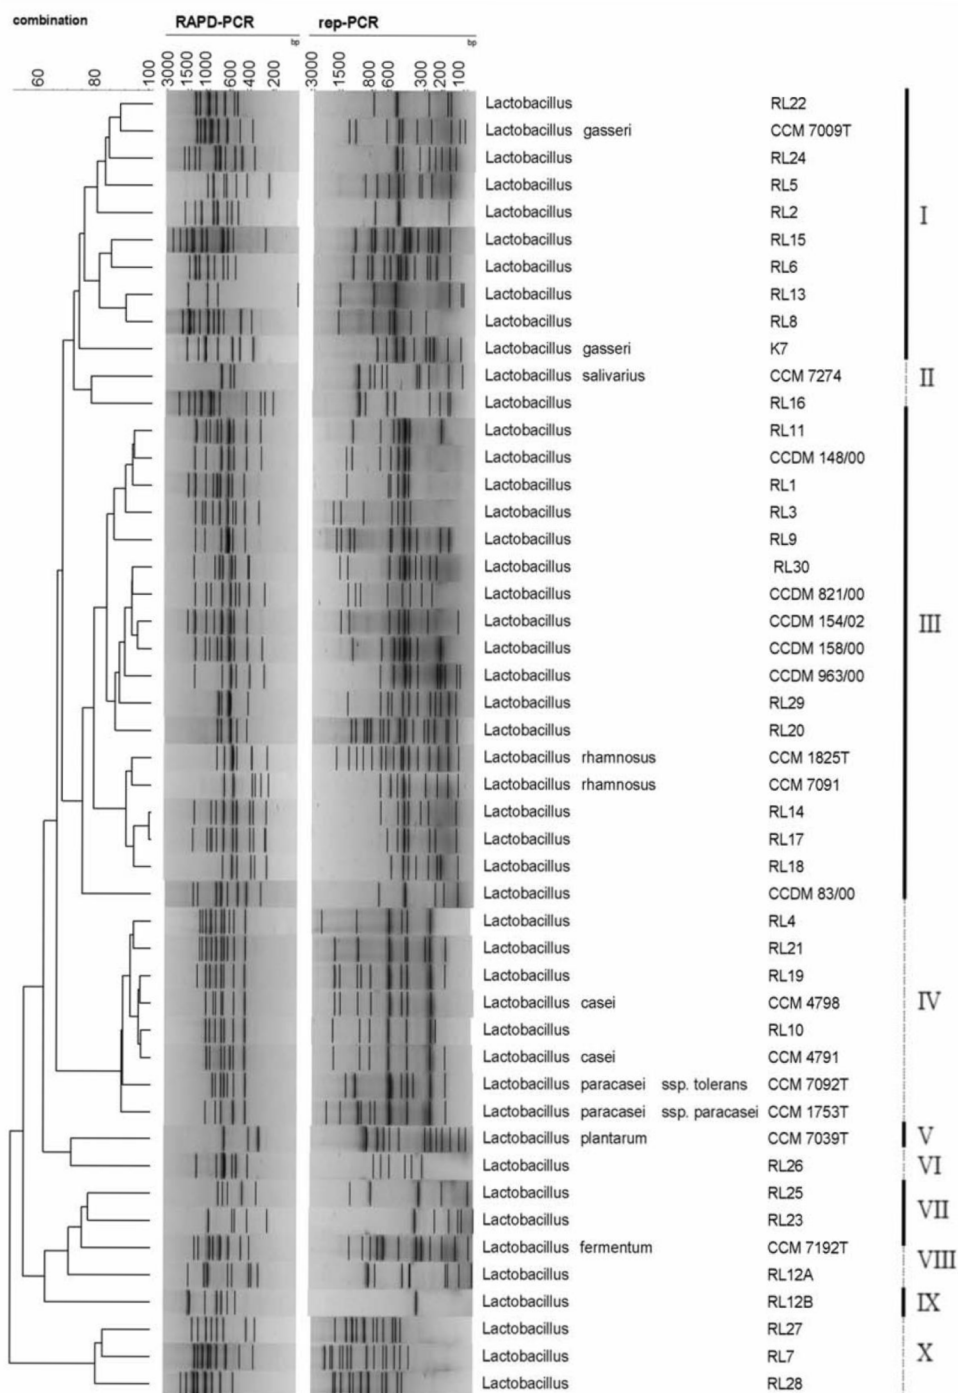 combination RAPD-PCR rep-PCR
bp bp
60 80 100 3000 1500 1000 600 400 200 3000 1500 800 600 300 200 100
Lactobacillus RL22
Lactobacillus gasseri CCM 7009T
Lactobacillus RL24
Lactobacillus RL5
Lactobacillus RL2
I
Lactobacillus RL15
Lactobacillus RL6
Lactobacillus RL13
Lactobacillus RL8
Lactobacillus gasseri K7
Lactobacillus salivarius CCM 7274 II
Lactobacillus RL16
Lactobacillus RL11
Lactobacillus CCDM 148/00
Lactobacillus RL1
Lactobacillus RL3
Lactobacillus RL9
Lactobacillus RL30
Lactobacillus CCDM 821/00
Lactobacillus CCDM 154/02 III
Lactobacillus CCDM 158/00
Lactobacillus CCDM 963/00
Lactobacillus RL29
Lactobacillus RL20
Lactobacillus rhamnosus CCM 1825T
Lactobacillus rhamnosus CCM 7091
Lactobacillus RL14
Lactobacillus RL17
Lactobacillus RL18
Lactobacillus CCDM 83/00
Lactobacillus RL4
Lactobacillus RL21
Lactobacillus RL19
Lactobacillus casei CCM 4798 IV
Lactobacillus RL10
Lactobacillus casei CCM 4791
Lactobacillus paracasei ssp. tolerans CCM 7092T
Lactobacillus paracasei ssp. paracasei CCM 1753T
Lactobacillus plantarum CCM 7039T V
Lactobacillus RL26 VI
Lactobacillus RL25
VII
Lactobacillus RL23
Lactobacillus fermentum CCM 7192T
VIII
Lactobacillus RL12A
Lactobacillus RL12B IX
Lactobacillus RL27
Lactobacillus RL7 X
Lactobacillus RL28